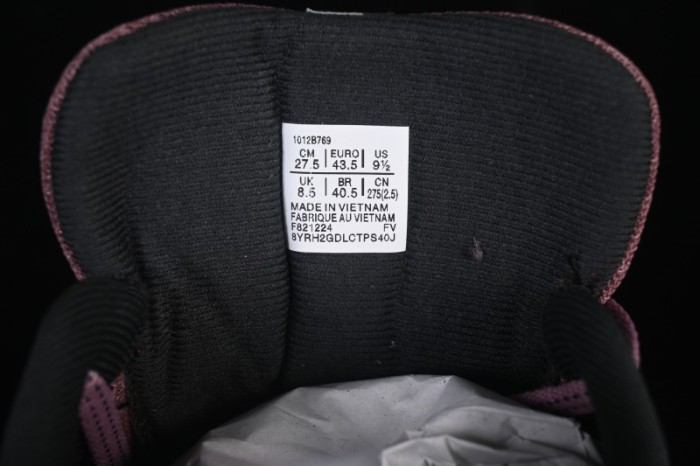 1012B769
CM | EURO | US
27.5 | 43.5 | 9½
UK | BR | CN
8.5 | 40.5 | 275(2.5)
MADE IN VIETNAM
FABRIQUE AU VIETNAM
F821224 FV
8YRH2GDLCTPS40J